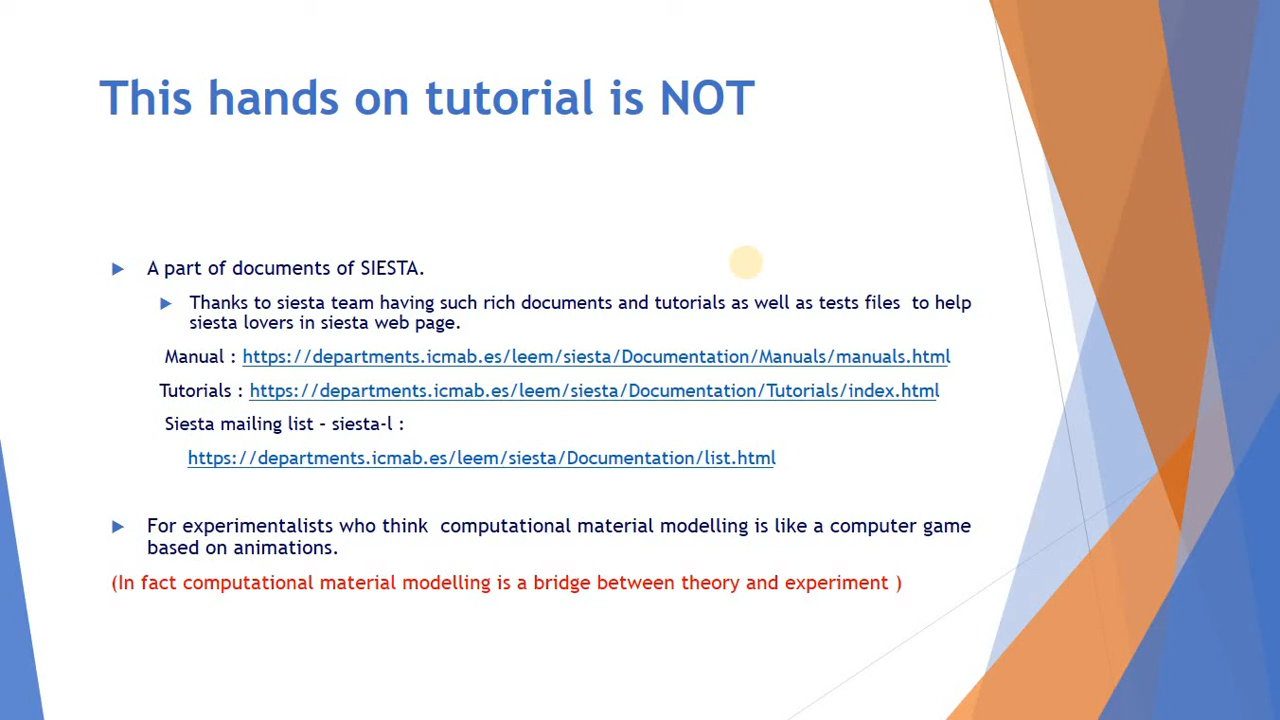 This hands on tutorial is NOT
A part of documents of SIESTA.
Thanks to siesta team having such rich documents and tutorials as well as tests files to help
siesta lovers in siesta web page.
Manual : https://departments.icmab.es/leem/siesta/Documentation/Manuals/manuals.html
Tutorials : https://departments.icmab.es/leem/siesta/Documentation/Tutorials/index.html
Siesta mailing list - siesta-l :
https://departments.icmab.es/leem/siesta/Documentation/list.html
For experimentalists who think computational material modelling is like a computer game
based on animations.
(In fact computational material modelling is a bridge between theory and experiment )